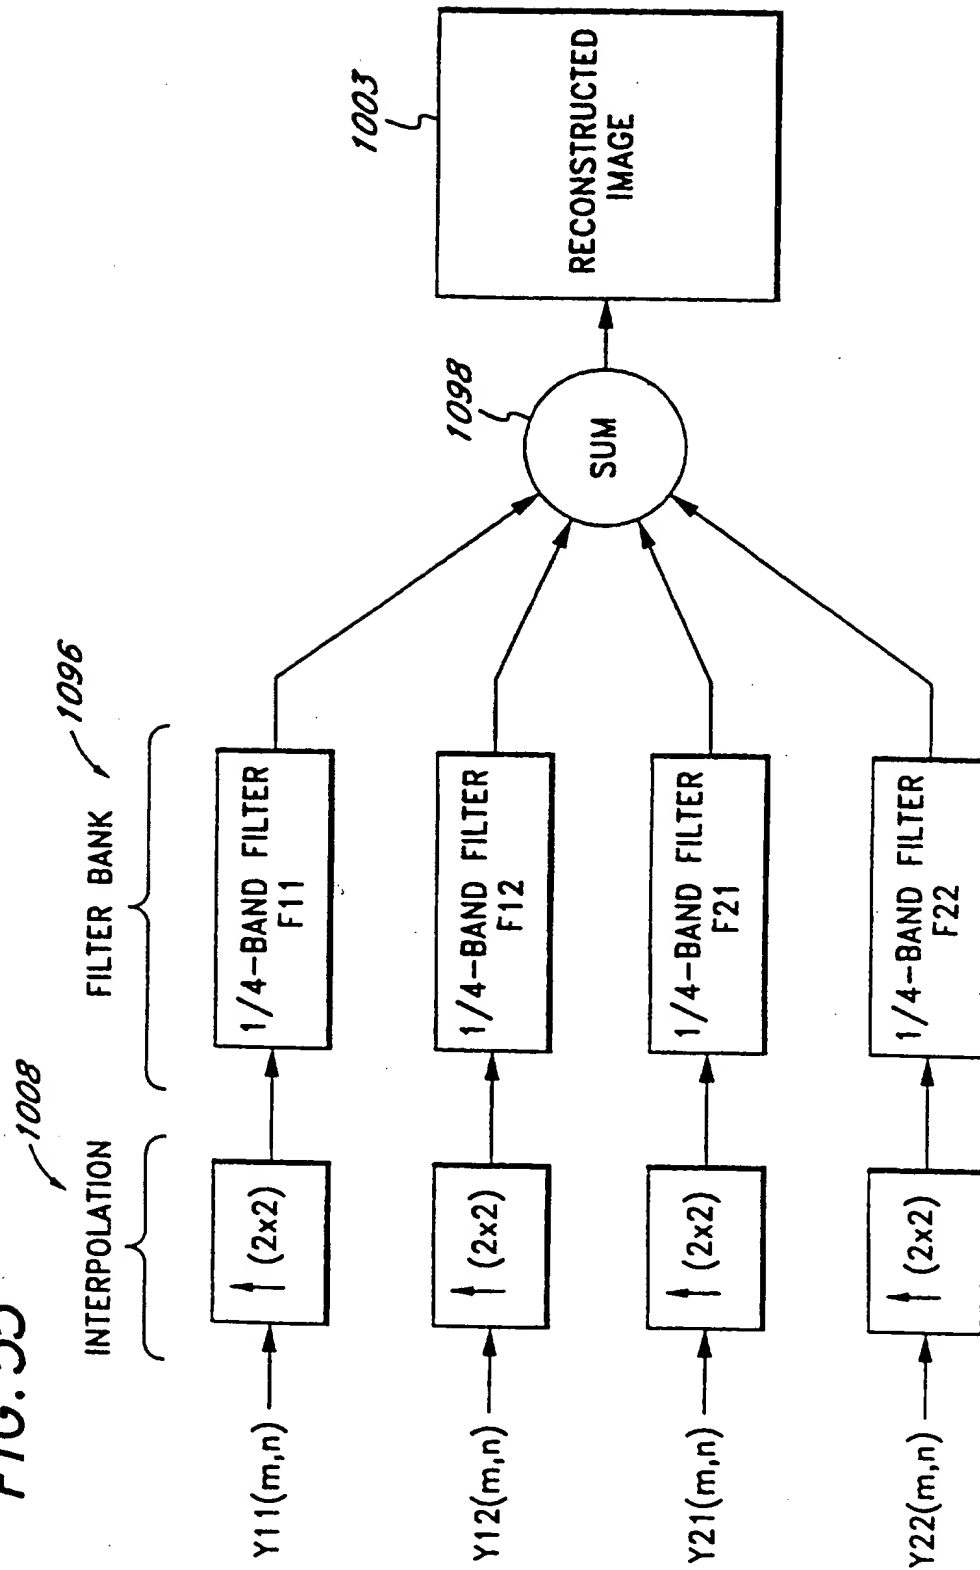 FIG.
1008
1096
INTERPOLATION
FILTER BANK
Y11(m,n)
↑ (2x2)
1/4-BAND FILTER
F11
Y12(m,n)
↑ (2x2)
1/4-BAND FILTER
F12
Y21(m,n)
↑ (2x2)
1/4-BAND FILTER
F21
Y22(m,n)
↑ (2x2)
1/4-BAND FILTER
F22
1098
SUM
1003
RECONSTRUCTED
IMAGE